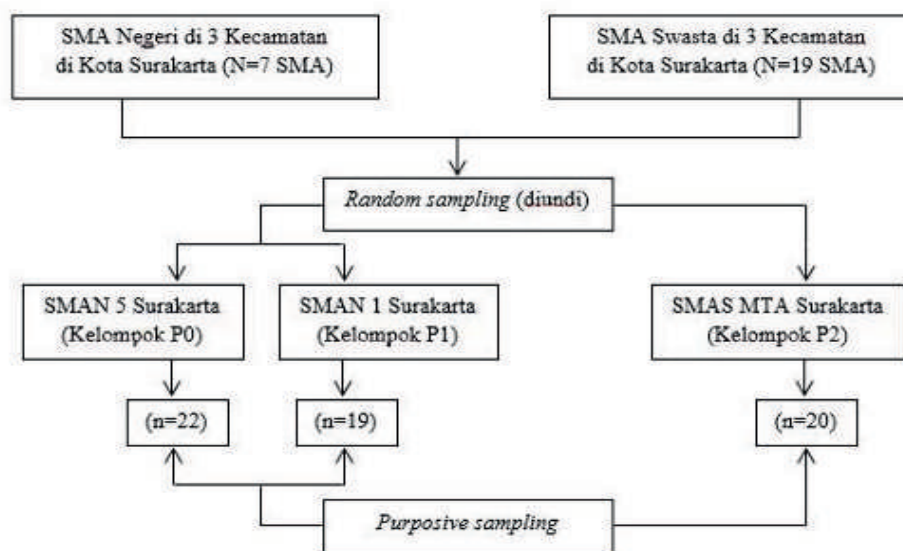 SMA Negeri di 3 Kecamatan
di Kota Surakarta (N=7 SMA)
SMA Swasta di 3 Kecamatan
di Kota Surakarta (N=19 SMA)
Random sampling (diundi)
SMAN 5 Surakarta
(Kelompok P0)
SMAN 1 Surakarta
(Kelompok P1)
SMAS MTA Surakarta
(Kelompok P2)
(n=22)
(n=19)
(n=20)
Purposive sampling